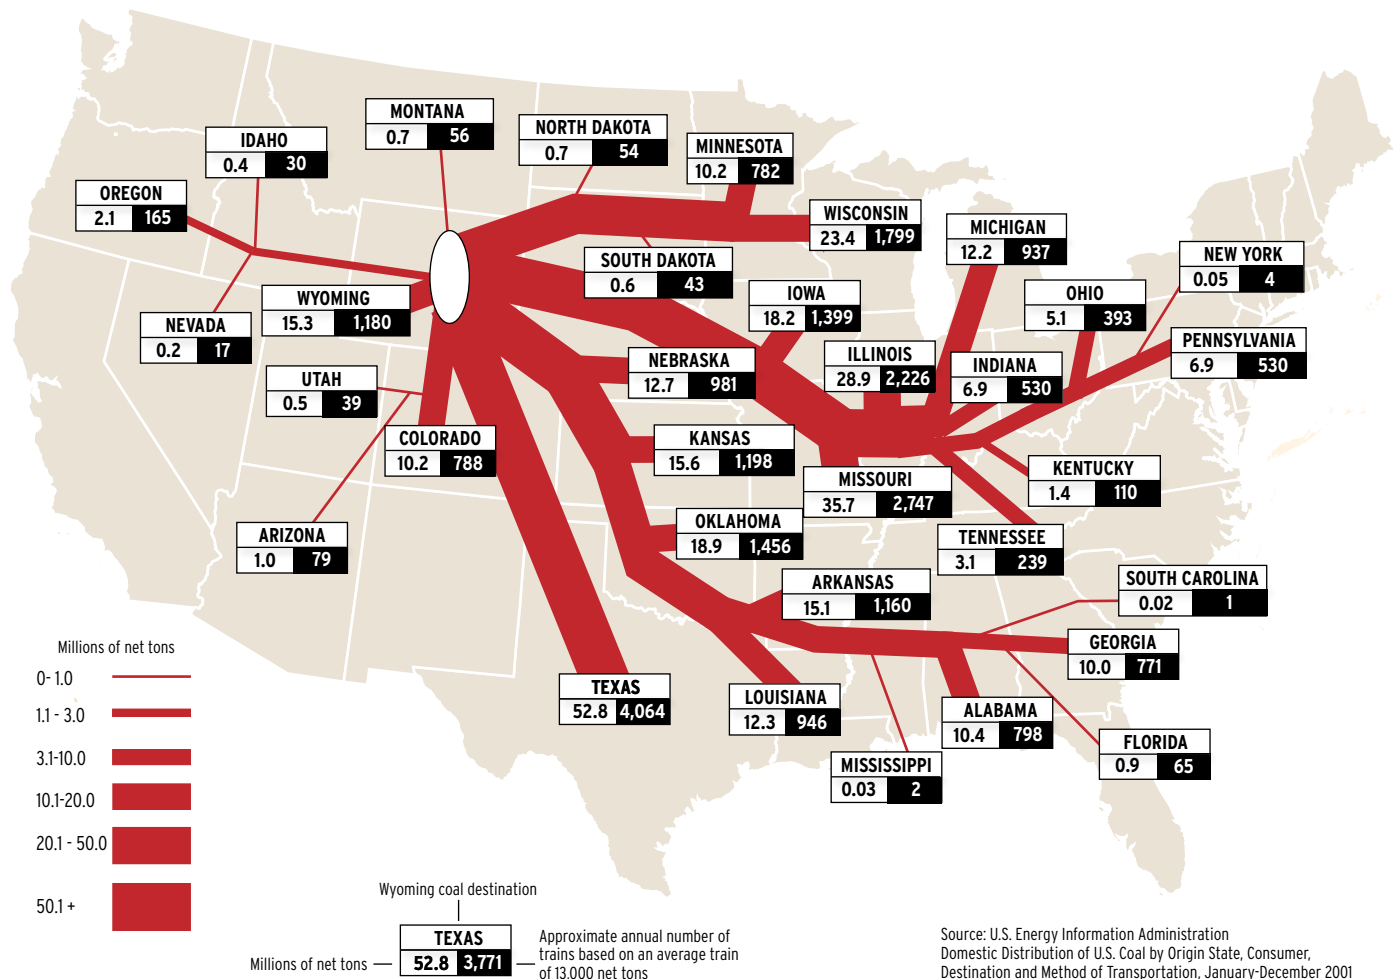 MONTANA
0.7 56
NORTH DAKOTA
0.7 54
IDAHO
0.4 30
MINNESOTA
10.2 782
OREGON
2.1 165
WISCONSIN
23.4 1,799
MICHIGAN
12.2 937
NEW YORK
0.05 4
SOUTH DAKOTA
0.6 43
WYOMING
15.3 1,180
IOWA
18.2 1,399
OHIO
5.1 393
NEVADA
0.2 17
PENNSYLVANIA
6.9 530
ILLINOIS
28.9 2,226
NEBRASKA
12.7 981
INDIANA
6.9 530
UTAH
0.5 39
COLORADO
10.2 788
KANSAS
15.6 1,198
KENTUCKY
1.4 110
MISSOURI
35.7 2,747
OKLAHOMA
18.9 1,456
ARIZONA
1.0 79
TENNESSEE
3.1 239
SOUTH CAROLINA
0.02 1
ARKANSAS
15.1 1,160
GEORGIA
10.0 771
TEXAS
52.8 4,064
LOUISIANA
12.3 946
ALABAMA
10.4 798
FLORIDA
0.9 65
MISSISSIPPI
0.03 2
Millions of net tons
0- 1.0
1.1 - 3.0
3.1-10.0
10.1-20.0
20.1 - 50.0
50.1 +
Wyoming coal destination
TEXAS
Millions of net tons 52.8 3,771
Approximate annual number of
trains based on an average train
of 13.000 net tons
Source: U.S. Energy Information Administration
Domestic Distribution of U.S. Coal by Origin State, Consumer,
Destination and Method of Transportation, January-December 2001